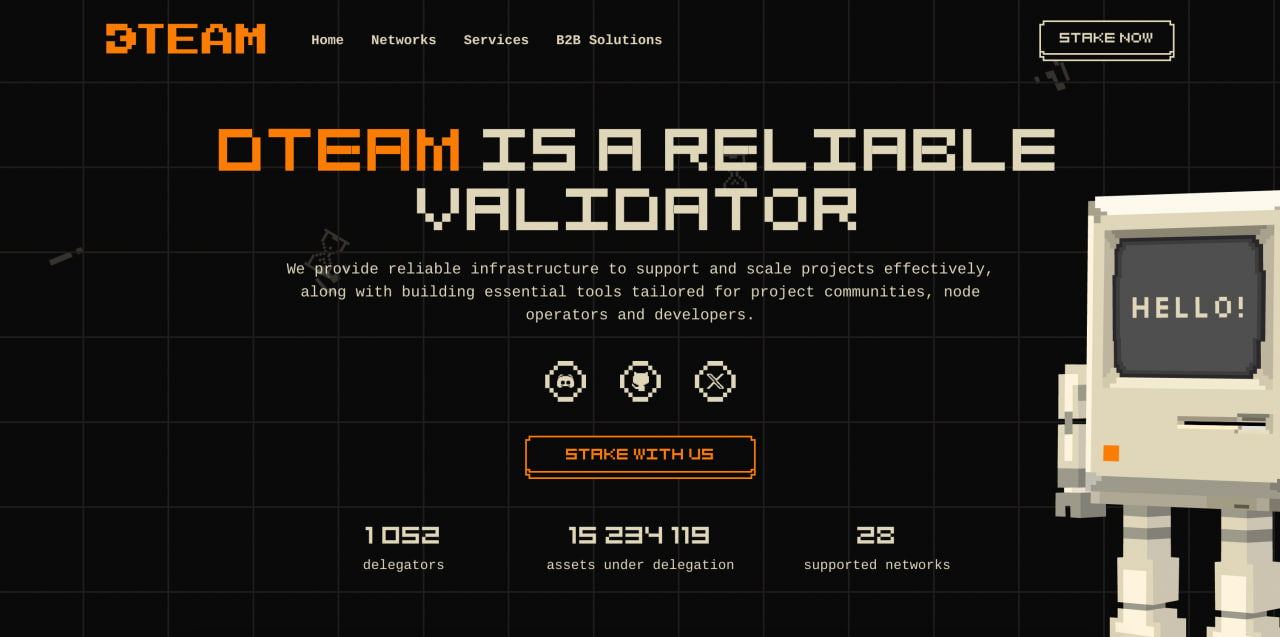 DTEAM
Home Networks Services B2B Solutions
STAKE NOW
DTEAM IS A RELIABLE
VALIDATOR
We provide reliable infrastructure to support and scale projects effectively,
along with building essential tools tailored for project communities, node
operators and developers.
HELLO!
STAKE WITH US
1 052 15 234 119 28
delegators assets under delegation supported networks